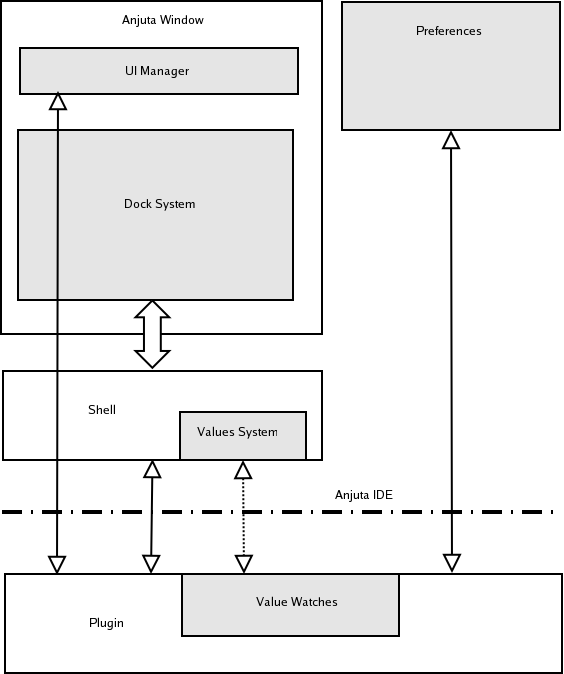 Anjuta Window
Preferences
UI Manager
Dock System
Shell
Values System
Anjuta IDE
Value Watches
Plugin